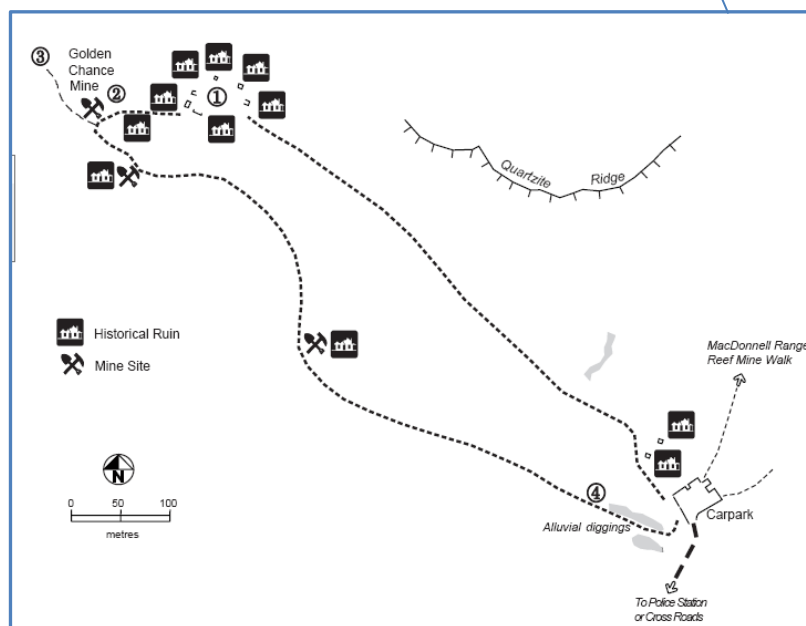 ③
Golden
Chance
Mine
②
①
Quartzite Ridge
Historical Ruin
Mine Site
MacDonnell Range
Reef Mine Walk
N
0 50 100
metres
④
Alluvial diggings
Carpark
To Police Station
or Cross Roads